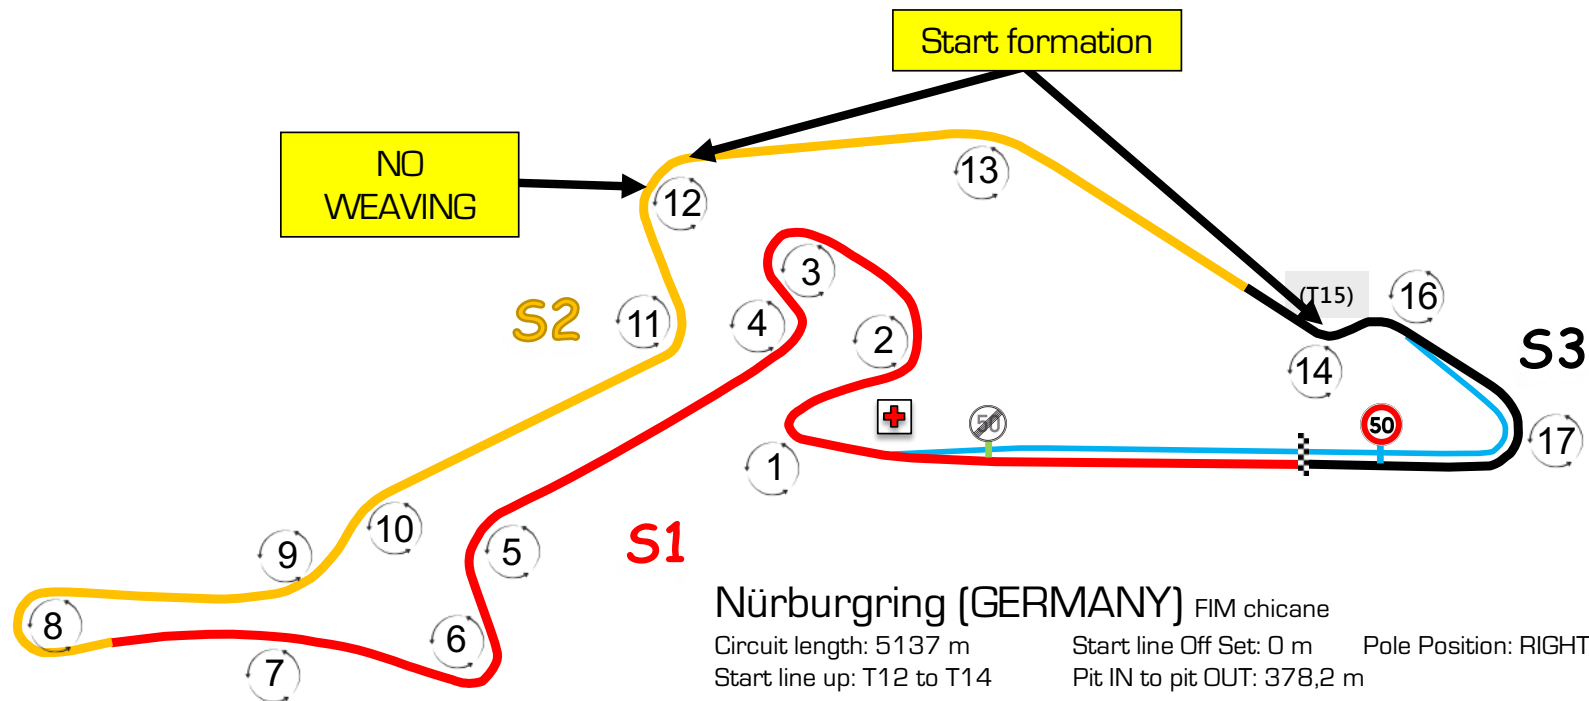 Start formation
NO
WEAVING
12
13
3
(T15)
16
S2
11
4
2
S3
14
50
50
17
1
10
5
9
S1
8
6
7
Nürburgring (GERMANY) FIM chicane
Circuit length: 5137 m Start line Off Set: 0 m Pole Position: RIGHT
Start line up: T12 to T14 Pit IN to pit OUT: 378,2 m